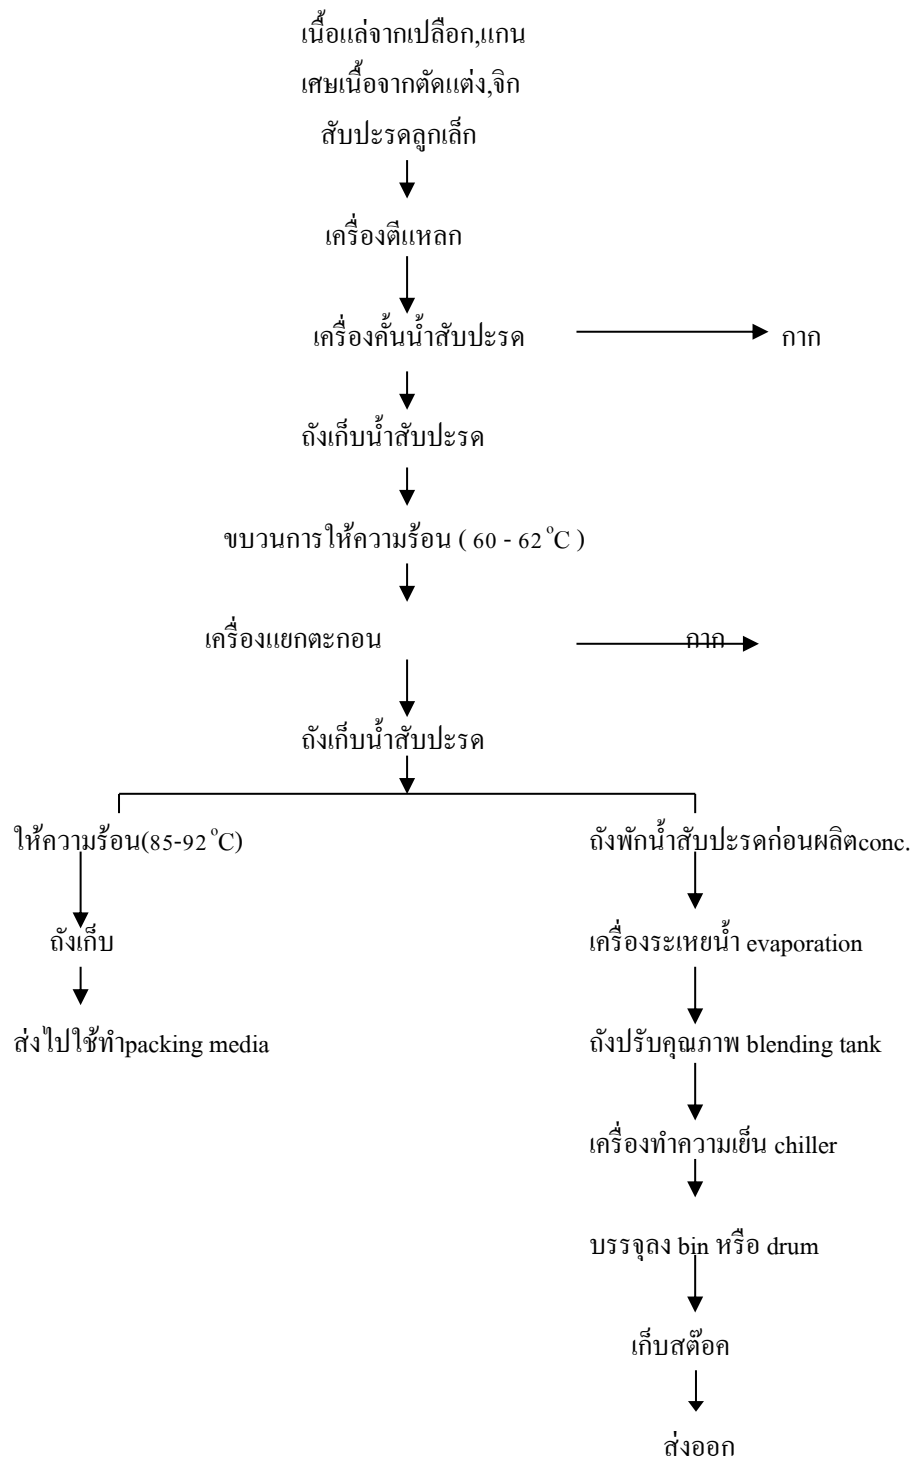 เนื้อแล่จากเปลือก,แกน
เศษเนื้อจากตัดแต่ง,จิก
สับปะรดลูกเล็ก
เครื่องตีแหลก
เครื่องคั้นน้ำสับปะรด
กาก
ถังเก็บน้ำสับปะรด
ขบวนการให้ความร้อน ( 60 - 62 °C )
เครื่องแยกตะกอน
กาก
ถังเก็บน้ำสับปะรด
ให้ความร้อน(85-92 °C)
ถังเก็บ
ส่งไปใช้ทำpacking media
ถังพักน้ำสับปะรดก่อนผลิตconc.
เครื่องระเหยน้ำ evaporation
ถังปรับคุณภาพ blending tank
เครื่องทำความเย็น chiller
บรรจุลง bin หรือ drum
เก็บสต๊อค
ส่งออก